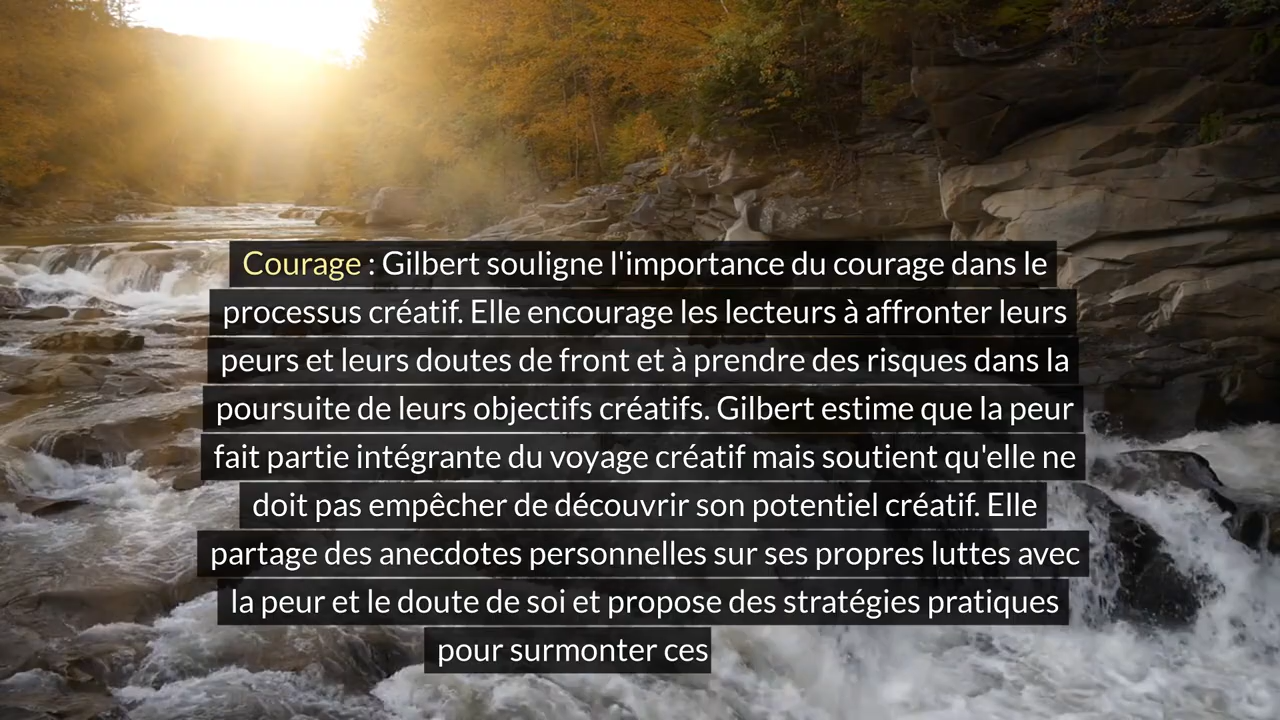 Courage : Gilbert souligne l'importance du courage dans le
processus créatif. Elle encourage les lecteurs à affronter leurs
peurs et leurs doutes de front et à prendre des risques dans la
poursuite de leurs objectifs créatifs. Gilbert estime que la peur
fait partie intégrante du voyage créatif mais soutient qu'elle ne
doit pas empêcher de découvrir son potentiel créatif. Elle
partage des anecdotes personnelles sur ses propres luttes avec
la peur et le doute de soi et propose des stratégies pratiques
pour surmonter ces